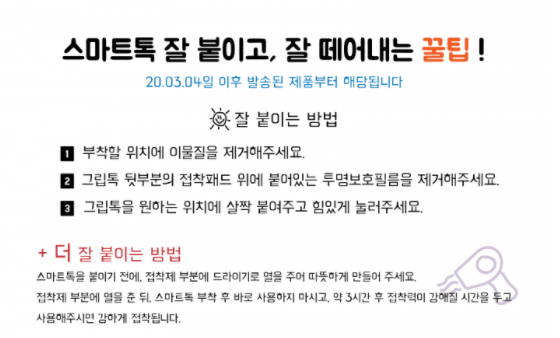 스마트톡 잘 붙이고, 잘 떼어내는 꿀팁 !
20.03.04일 이후 발송된 제품부터 해당됩니다
잘 붙이는 방법
1 부착할 위치에 이물질을 제거해주세요.
2 그립톡 뒷부분의 접착패드 위에 붙어있는 투명보호필름을 제거해주세요.
3 그립톡을 원하는 위치에 살짝 붙여주고 힘있게 눌러주세요.
+ 더 잘 붙이는 방법
스마트톡을 붙이기 전에, 접착제 부분에 드라이기로 열을 주어 따뜻하게 만들어 주세요.
접착제 부분에 열을 준 뒤, 스마트톡 부착 후 바로 사용하지 마시고, 약 3시간 후 접착력이 강해질 시간을 두고
사용해주시면 강하게 접착됩니다.